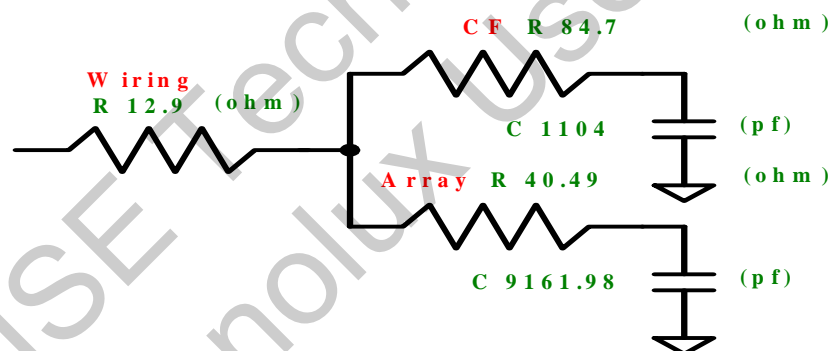 CF R 84.7 (ohm)
Wiring
R 12.9 (ohm)
C 1104 (pf)
Array R 40.49 (ohm)
C 9161.98 (pf)